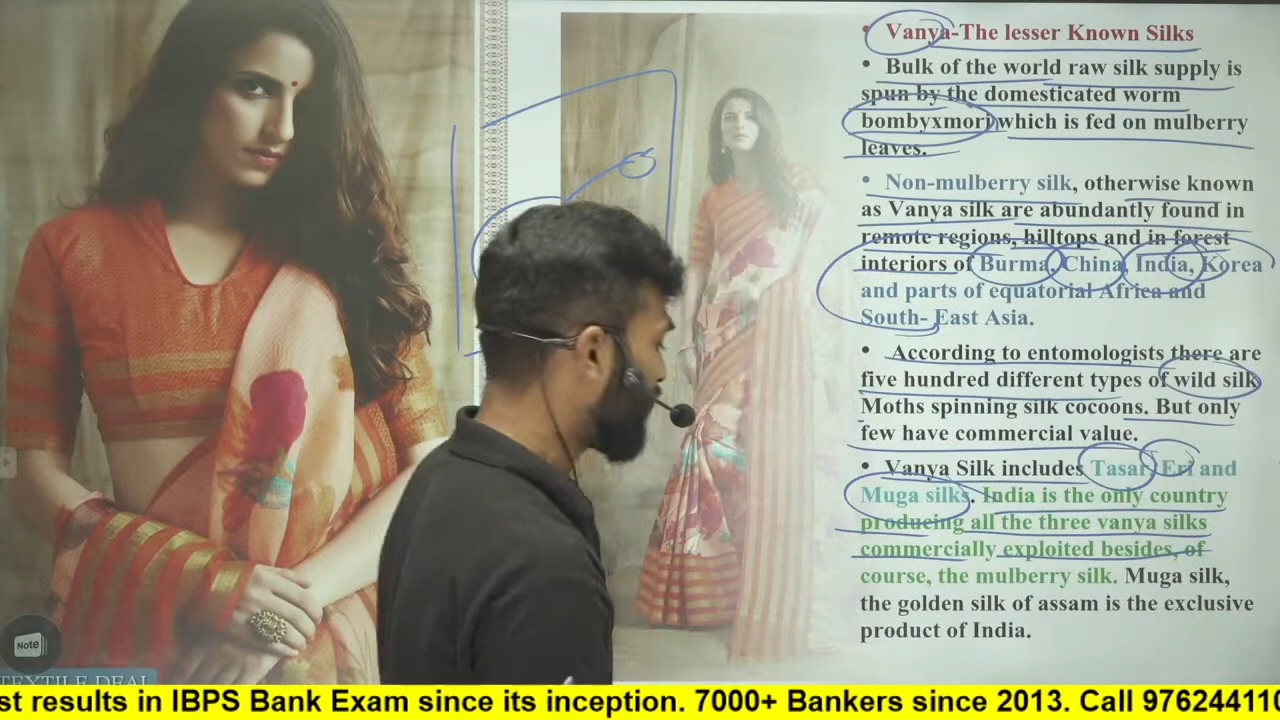 Vanya-The lesser Known Silks
Bulk of the world raw silk supply is
spun by the domesticated worm
bombyxmori which is fed on mulberry
leaves.
Non-mulberry silk, otherwise known
as Vanya silk are abundantly found in
remote regions, hilltops and in forest
interiors of Burma, China, India, Korea
and parts of equatorial Africa and
South- East Asia.
According to entomologists there are
five hundred different types of wild silk
Moths spinning silk cocoons. But only
few have commercial value.
Vanya Silk includes Tasar, Eri and
Muga silks. India is the only country
producing all the three vanya silks
commercially exploited besides, of
course, the mulberry silk. Muga silk,
the golden silk of assam is the exclusive
product of India.
Note
TEXTILE DEAL
st results in IBPS Bank Exam since its inception. 7000+ Bankers since 2013. Call 976244110